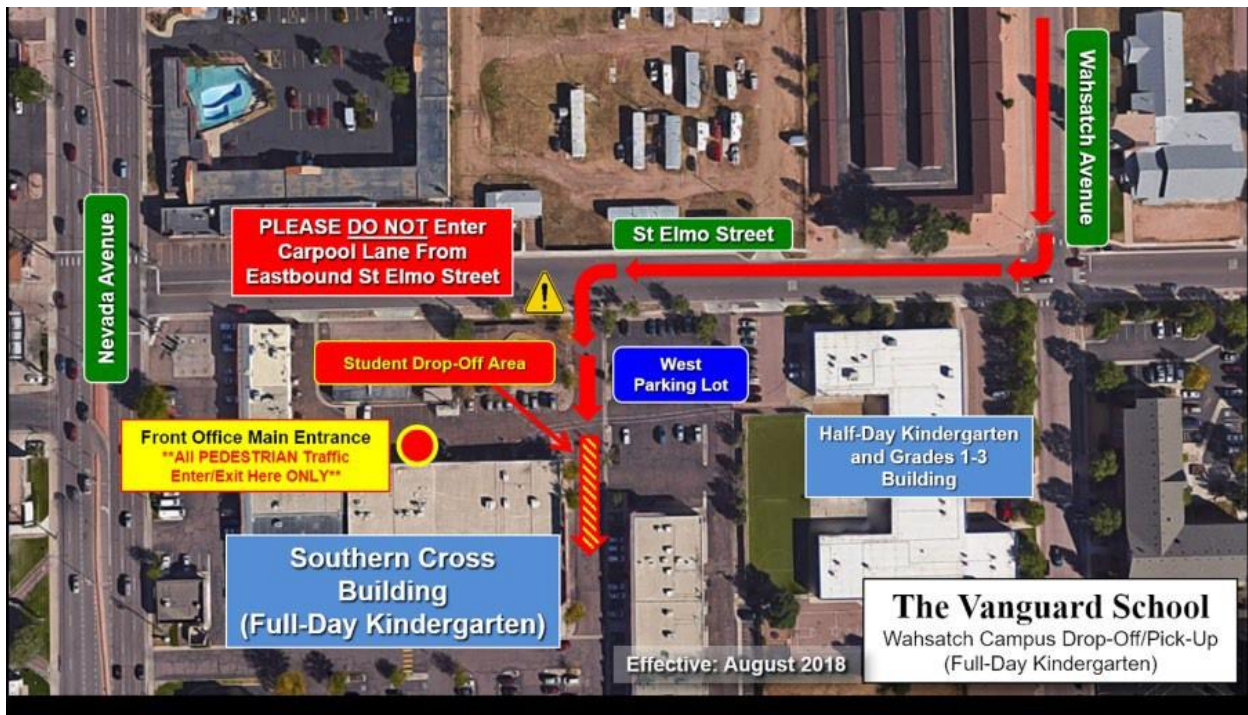 Wahsatch Avenue
PLEASE DO NOT Enter
Carpool Lane From
Eastbound St Elmo Street
St Elmo Street
Nevada Avenue
Student Drop-Off Area
West
Parking Lot
Front Office Main Entrance
**All PEDESTRIAN Traffic
Enter/Exit Here ONLY**
Half-Day Kindergarten
and Grades 1-3
Building
Southern Cross
Building
(Full-Day Kindergarten)
The Vanguard School
Wahsatch Campus Drop-Off/Pick-Up
(Full-Day Kindergarten)
Effective: August 2018